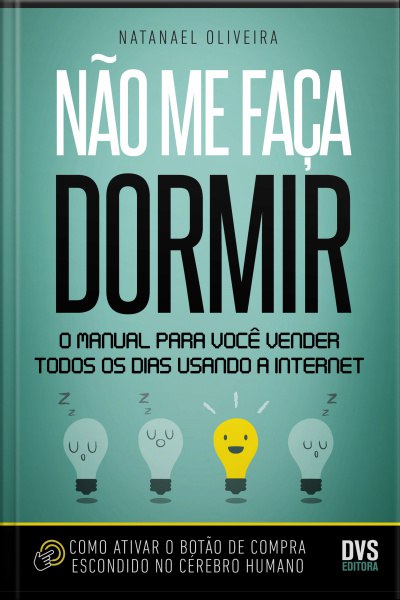 NATANAEL OLIVEIRA
NÃO ME FAÇA
DORMIR
O MANUAL PARA VOCÊ VENDER
TODOS OS DIAS USANDO A INTERNET
Z Z
Z Z
Z Z
COMO ATIVAR O BOTÃO DE COMPRA
ESCONDIDO NO CÉREBRO HUMANO
DVS
EDITORA